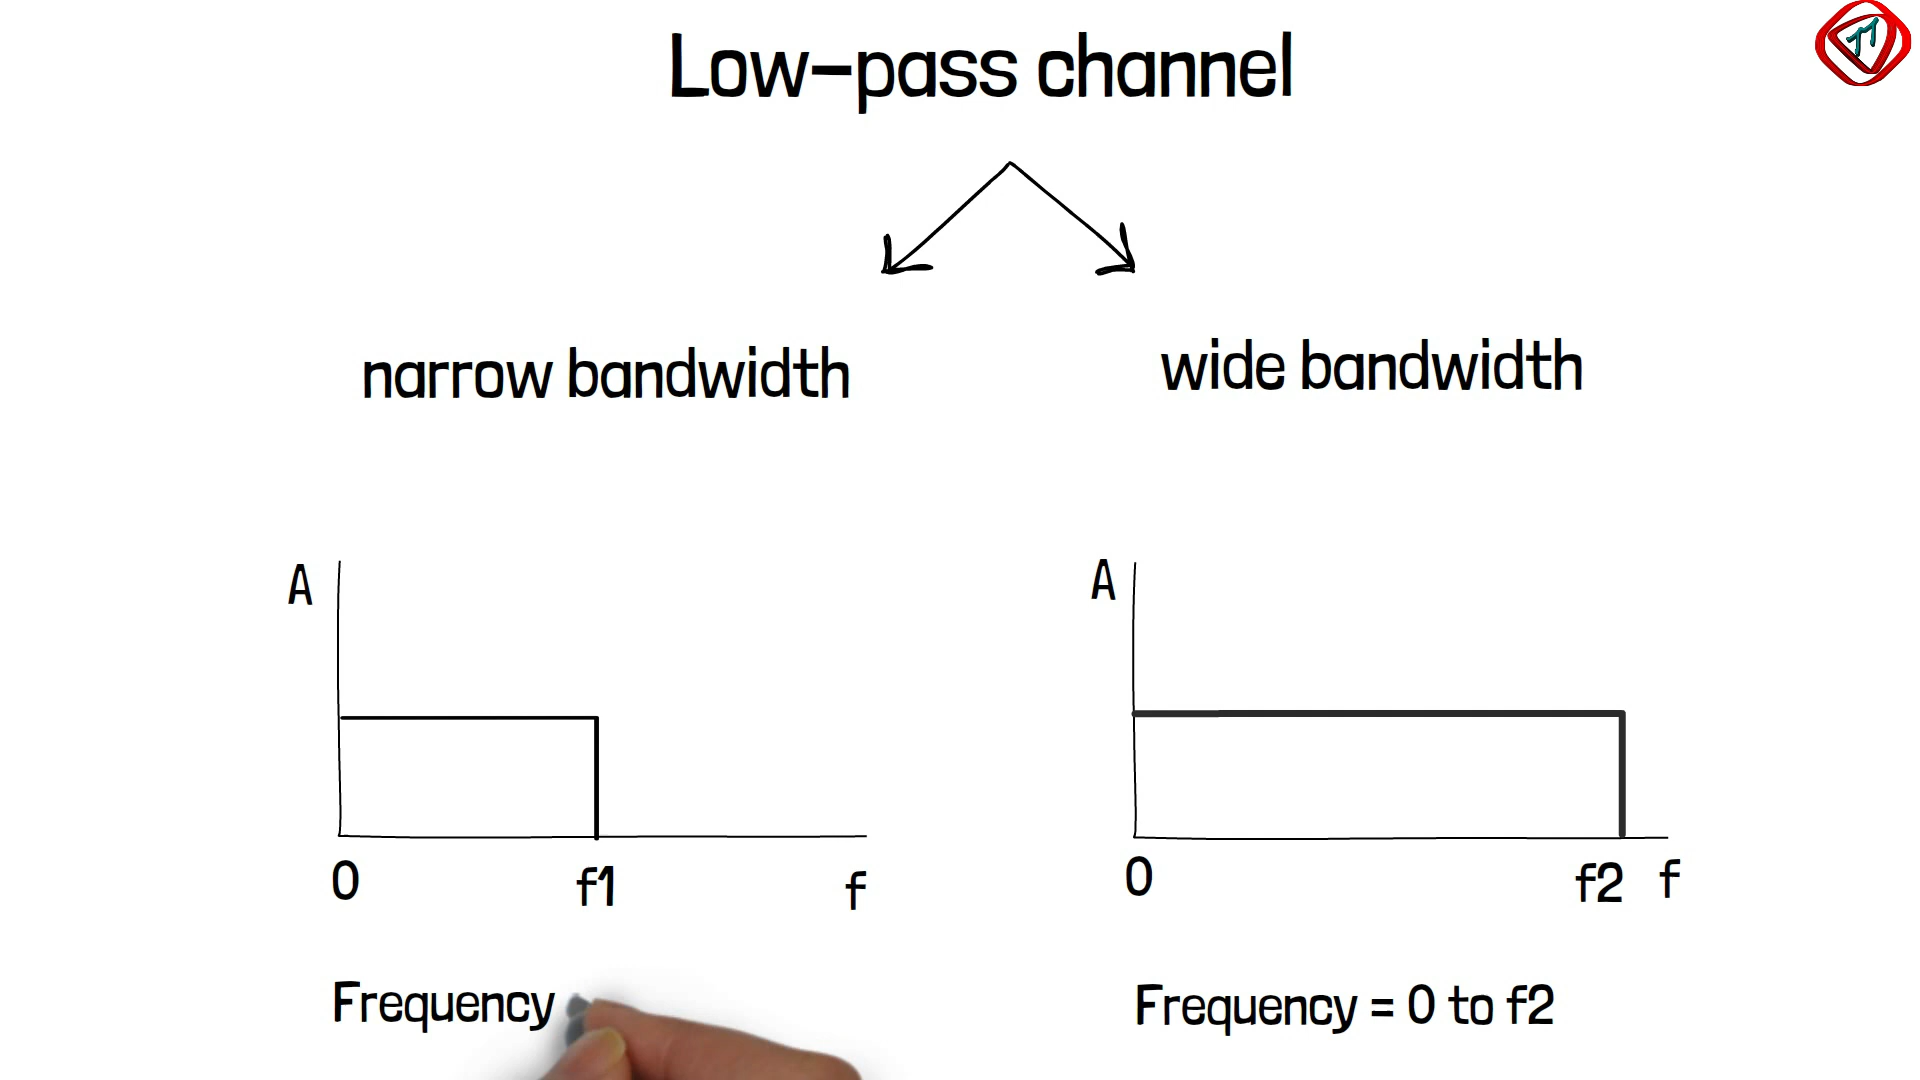 Low-pass channel
narrow bandwidth
wide bandwidth
A
0
f1
f
Frequency
A
0
f2
f
Frequency = 0 to f2